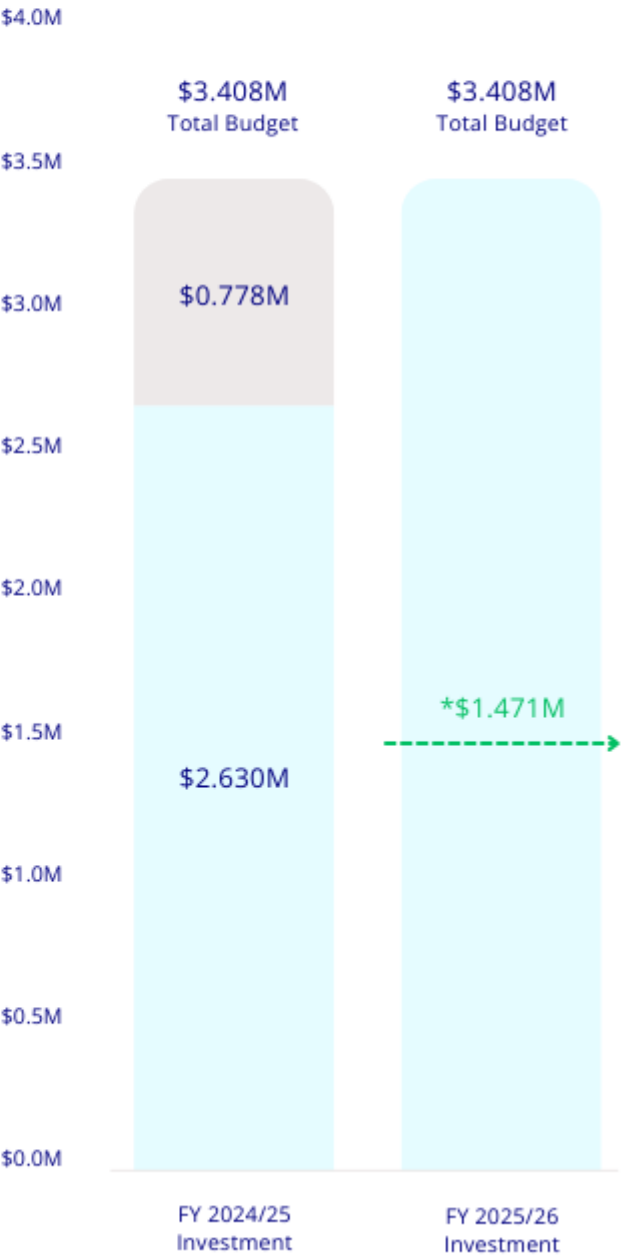 $4.0M
$3.408M
Total Budget
$3.408M
Total Budget
$3.5M
$0.778M
$3.0M
$2.5M
$2.0M
*$1.471M
$1.5M
$2.630M
$1.0M
$0.5M
$0.0M
FY 2024/25
Investment
FY 2025/26
Investment